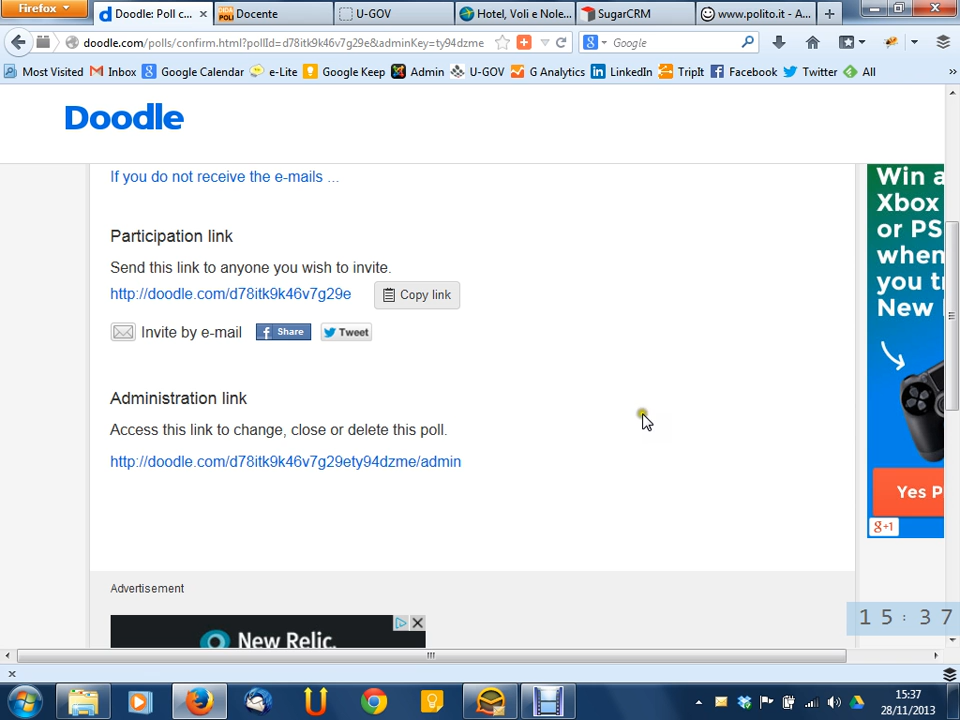 Firefox
Doodle: Poll c...
Docente
U-GOV
Hotel, Voli e Nole...
SugarCRM
www.polito.it - A...
doodle.com/polls/confirm.html?pollId=d78itk9k46v7g29e&adminKey=ty94dzme
Google
Most Visited
Inbox
Google Calendar
e-Lite
Google Keep
Admin
U-GOV
G Analytics
LinkedIn
TripIt
Facebook
Twitter
All
Doodle
If you do not receive the e-mails ...
Participation link
Send this link to anyone you wish to invite.
http://doodle.com/d78itk9k46v7g29e
Copy link
Invite by e-mail
Share
Tweet
Administration link
Access this link to change, close or delete this poll.
http://doodle.com/d78itk9k46v7g29ety94dzme/admin
Win a
Xbox
or PS
when
you t
New
Yes P
g+1
Advertisement
New Relic.
15:37
15:37
28/11/2013